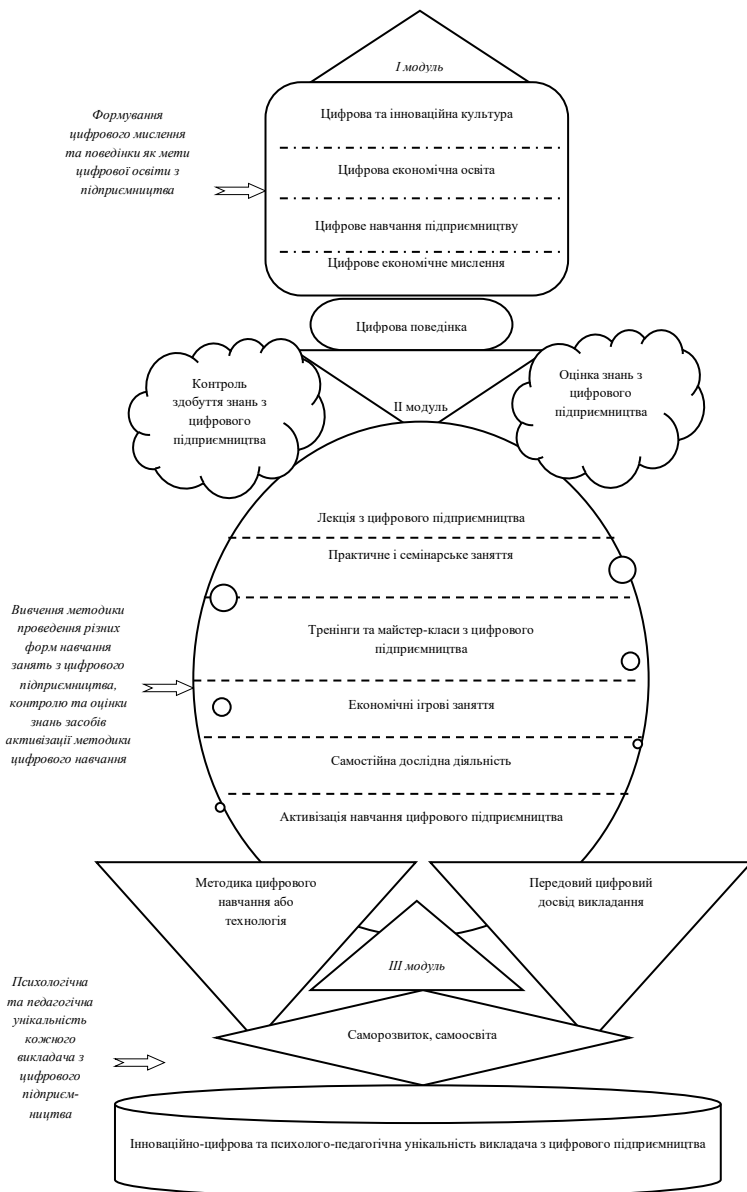 І модуль
Формування
цифрового мислення
та поведінки як мети
цифрової освіти з
підприємництва
Цифрова та інноваційна культура
Цифрова економічна освіта
Цифрове навчання підприємництву
Цифрове економічне мислення
Цифрова поведінка
Контроль
здобуття знань з
цифрового
підприємництва
Оцінка знань з
цифрового
підприємництва
ІІ модуль
Лекція з цифрового підприємництва
Практичне і семінарське заняття
Тренінги та майстер-класи з цифрового
підприємництва
Економічні ігрові заняття
Самостійна дослідна діяльність
Активізація навчання цифрового підприємництва
Вивчення методики
проведення різних
форм навчання
занять з цифрового
підприємництва,
контролю та оцінки
знань засобів
активізації методики
цифрового навчання
Методика цифрового
навчання або
технологія
Передовий цифровий
досвід викладання
ІІІ модуль
Психологічна
та педагогічна
унікальність
кожного
викладача з
цифрового
підприєм-
ництва
Саморозвиток, самоосвіта
Інноваційно-цифрова та психолого-педагогічна унікальність викладача з цифрового підприємництва